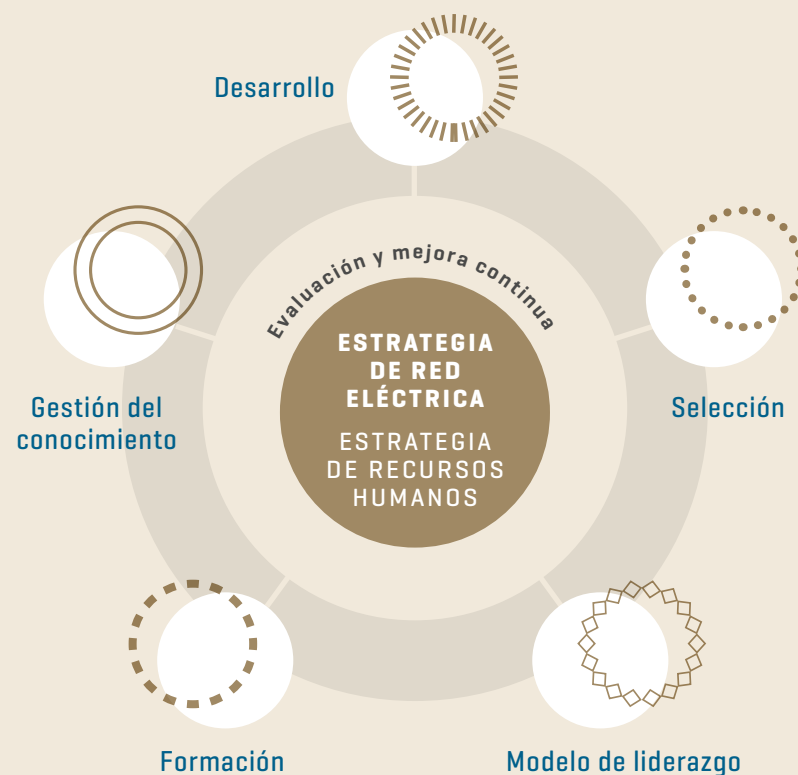 Desarrollo
Evaluación y mejora continua
ESTRATEGIA
DE RED
ELÉCTRICA
ESTRATEGIA
DE RECURSOS
HUMANOS
Gestión del
conocimiento
Selección
Formación
Modelo de liderazgo